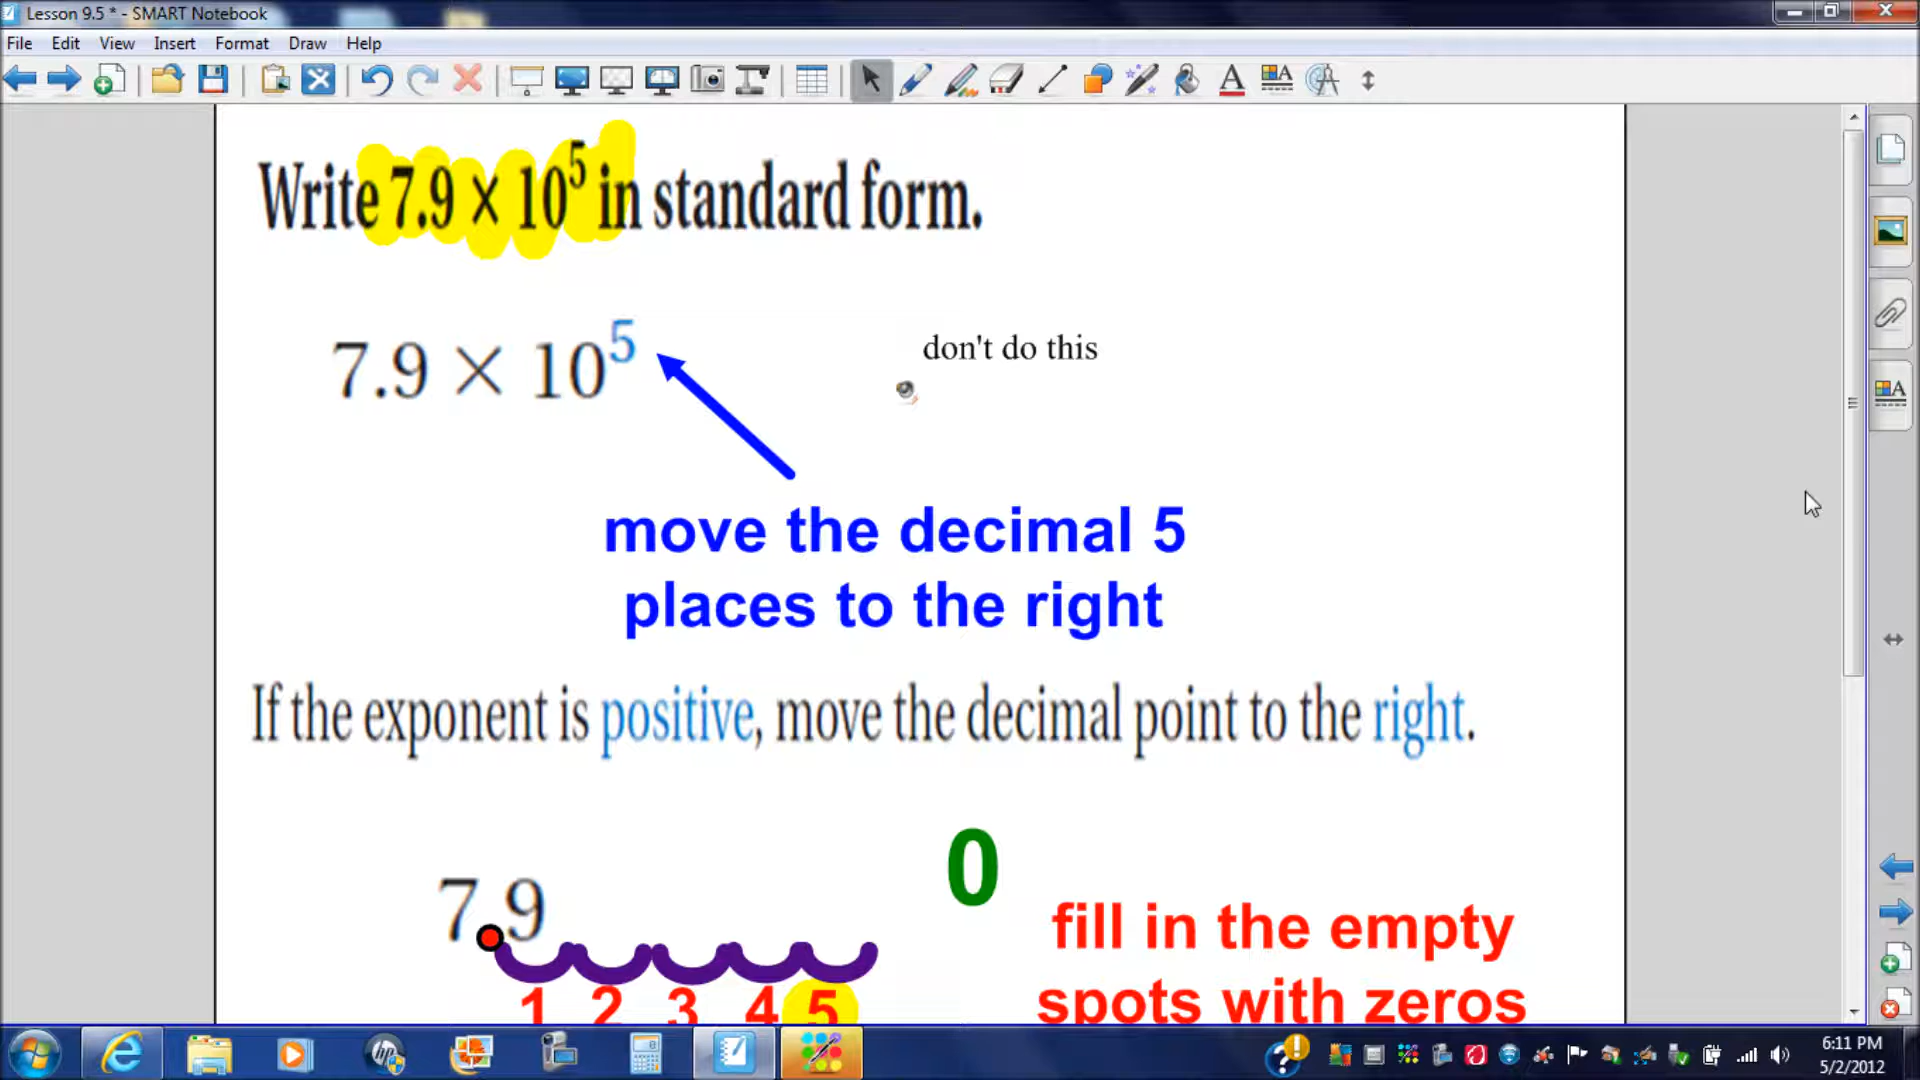 Lesson 9.5 * - SMART Notebook
File Edit View Insert Format Draw Help
Write 7.9 × 10⁵ in standard form.
7.9 × 10⁵
don't do this
move the decimal 5
places to the right
If the exponent is positive, move the decimal point to the right.
0
7.9
fill in the empty
1 2 3 4 5
spots with zeros
6:11 PM
5/2/2012